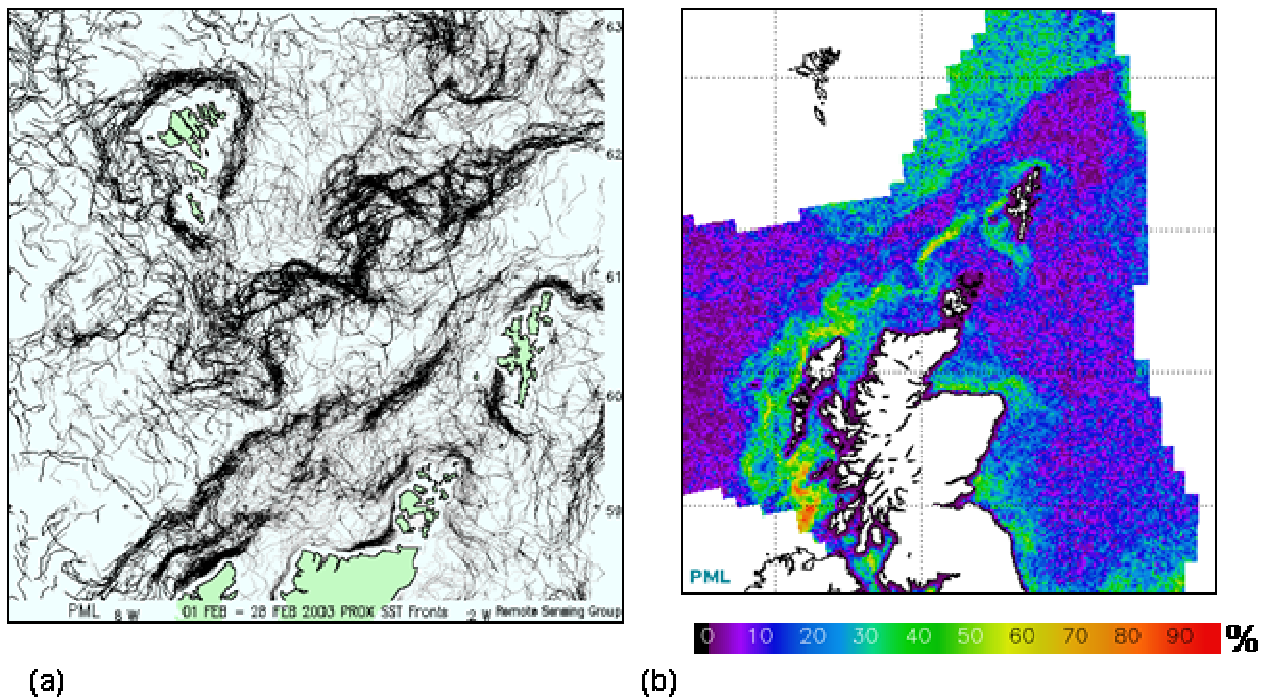 63
62
61
60
59
PML 8 W 01 FEB - 28 FEB 2003 PROX SST Fronts 2 W Remote Sensing Group
PML
0 10 20 30 40 50 60 70 80 90 %
(a) (b)